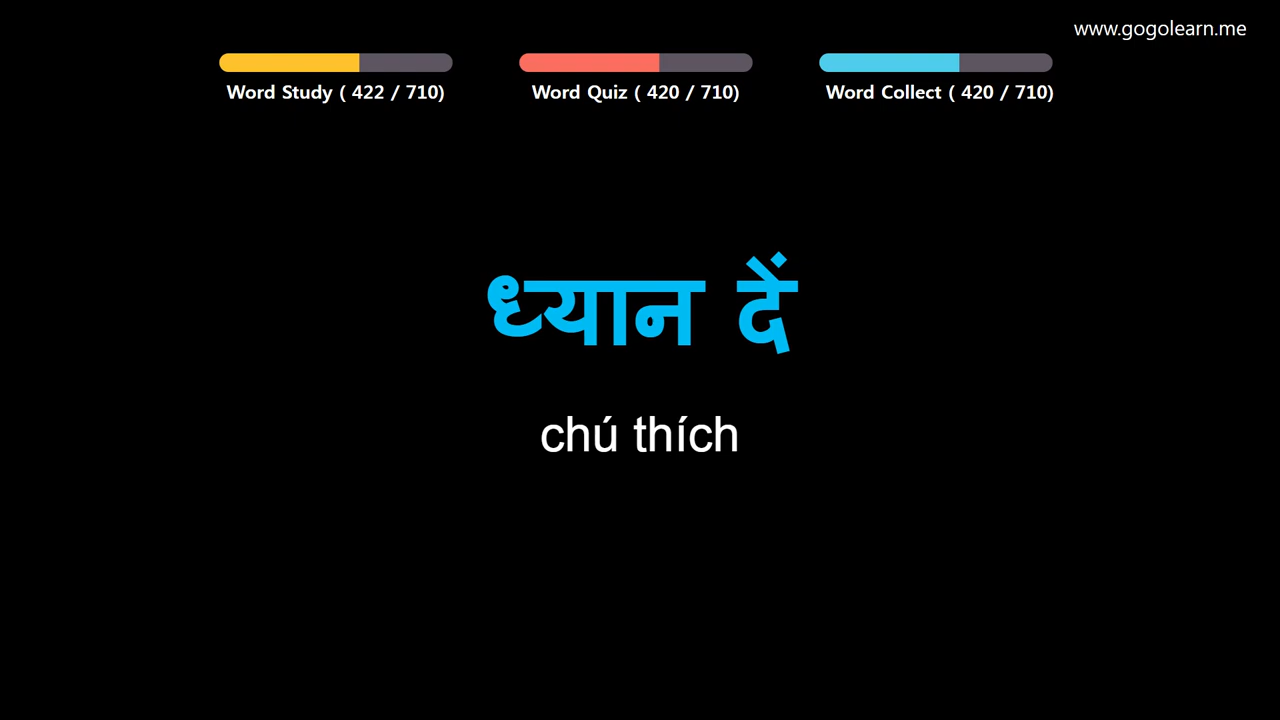 www.gogolearn.me
Word Study ( 422 / 710)
Word Quiz ( 420 / 710)
Word Collect ( 420 / 710)
ध्यान दें
chú thích